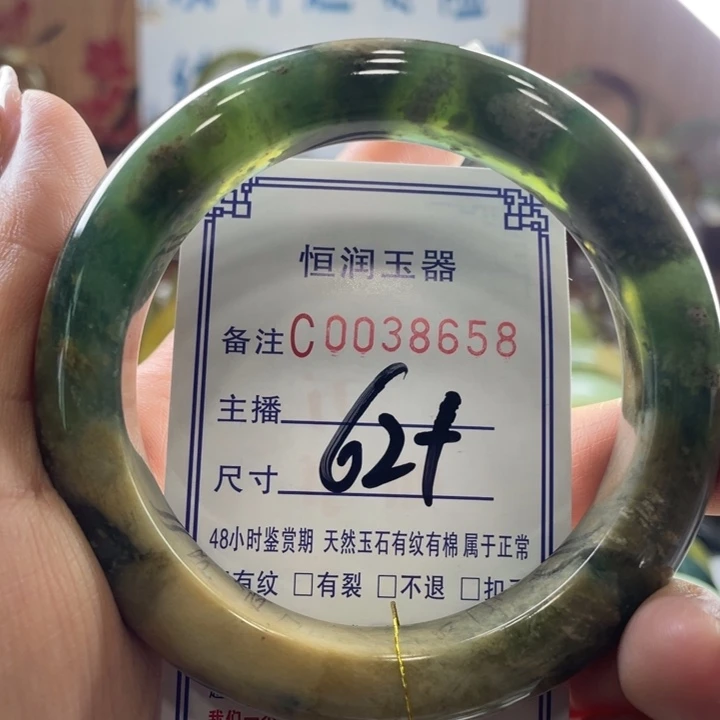 恒润玉器
备注C0038658
主播
尺寸 62+
48小时鉴赏期 天然玉石有纹有棉 属于正常
有纹 □有裂 □不退 □扣